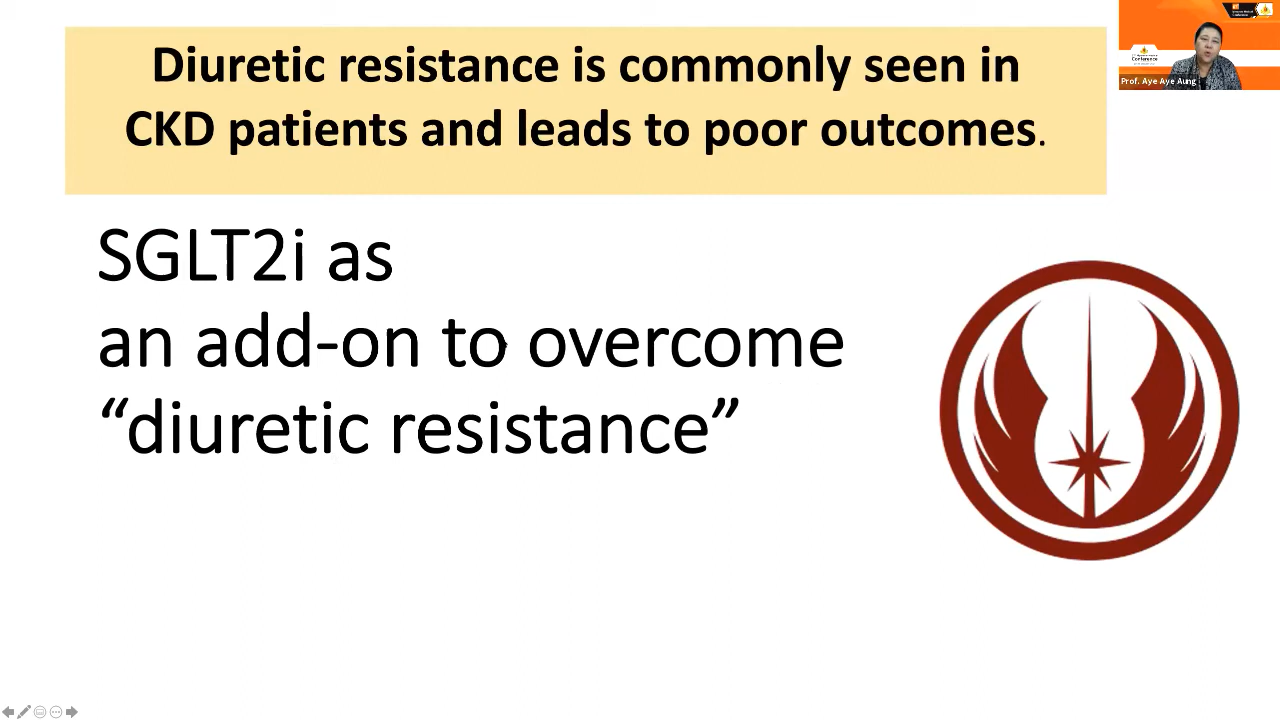 Diuretic resistance is commonly seen in
CKD patients and leads to poor outcomes.
SGLT2i as
an add-on to overcome
“diuretic resistance”
Conference
Prof. Aye Aye Aung